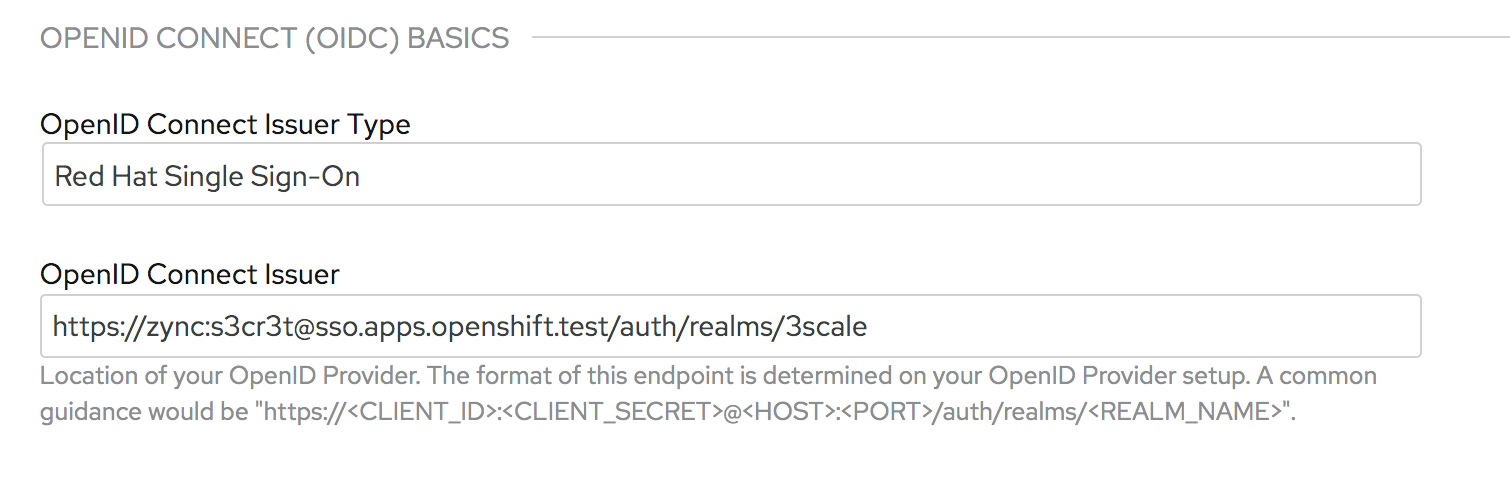 OPENID CONNECT (OIDC) BASICS
OpenID Connect Issuer Type
Red Hat Single Sign-On
OpenID Connect Issuer
https://zync:s3cr3t@sso.apps.openshift.test/auth/realms/3scale
Location of your OpenID Provider. The format of this endpoint is determined on your OpenID Provider setup. A common
guidance would be "https://<CLIENT_ID>:<CLIENT_SECRET>@<HOST>:<PORT>/auth/realms/<REALM_NAME>".